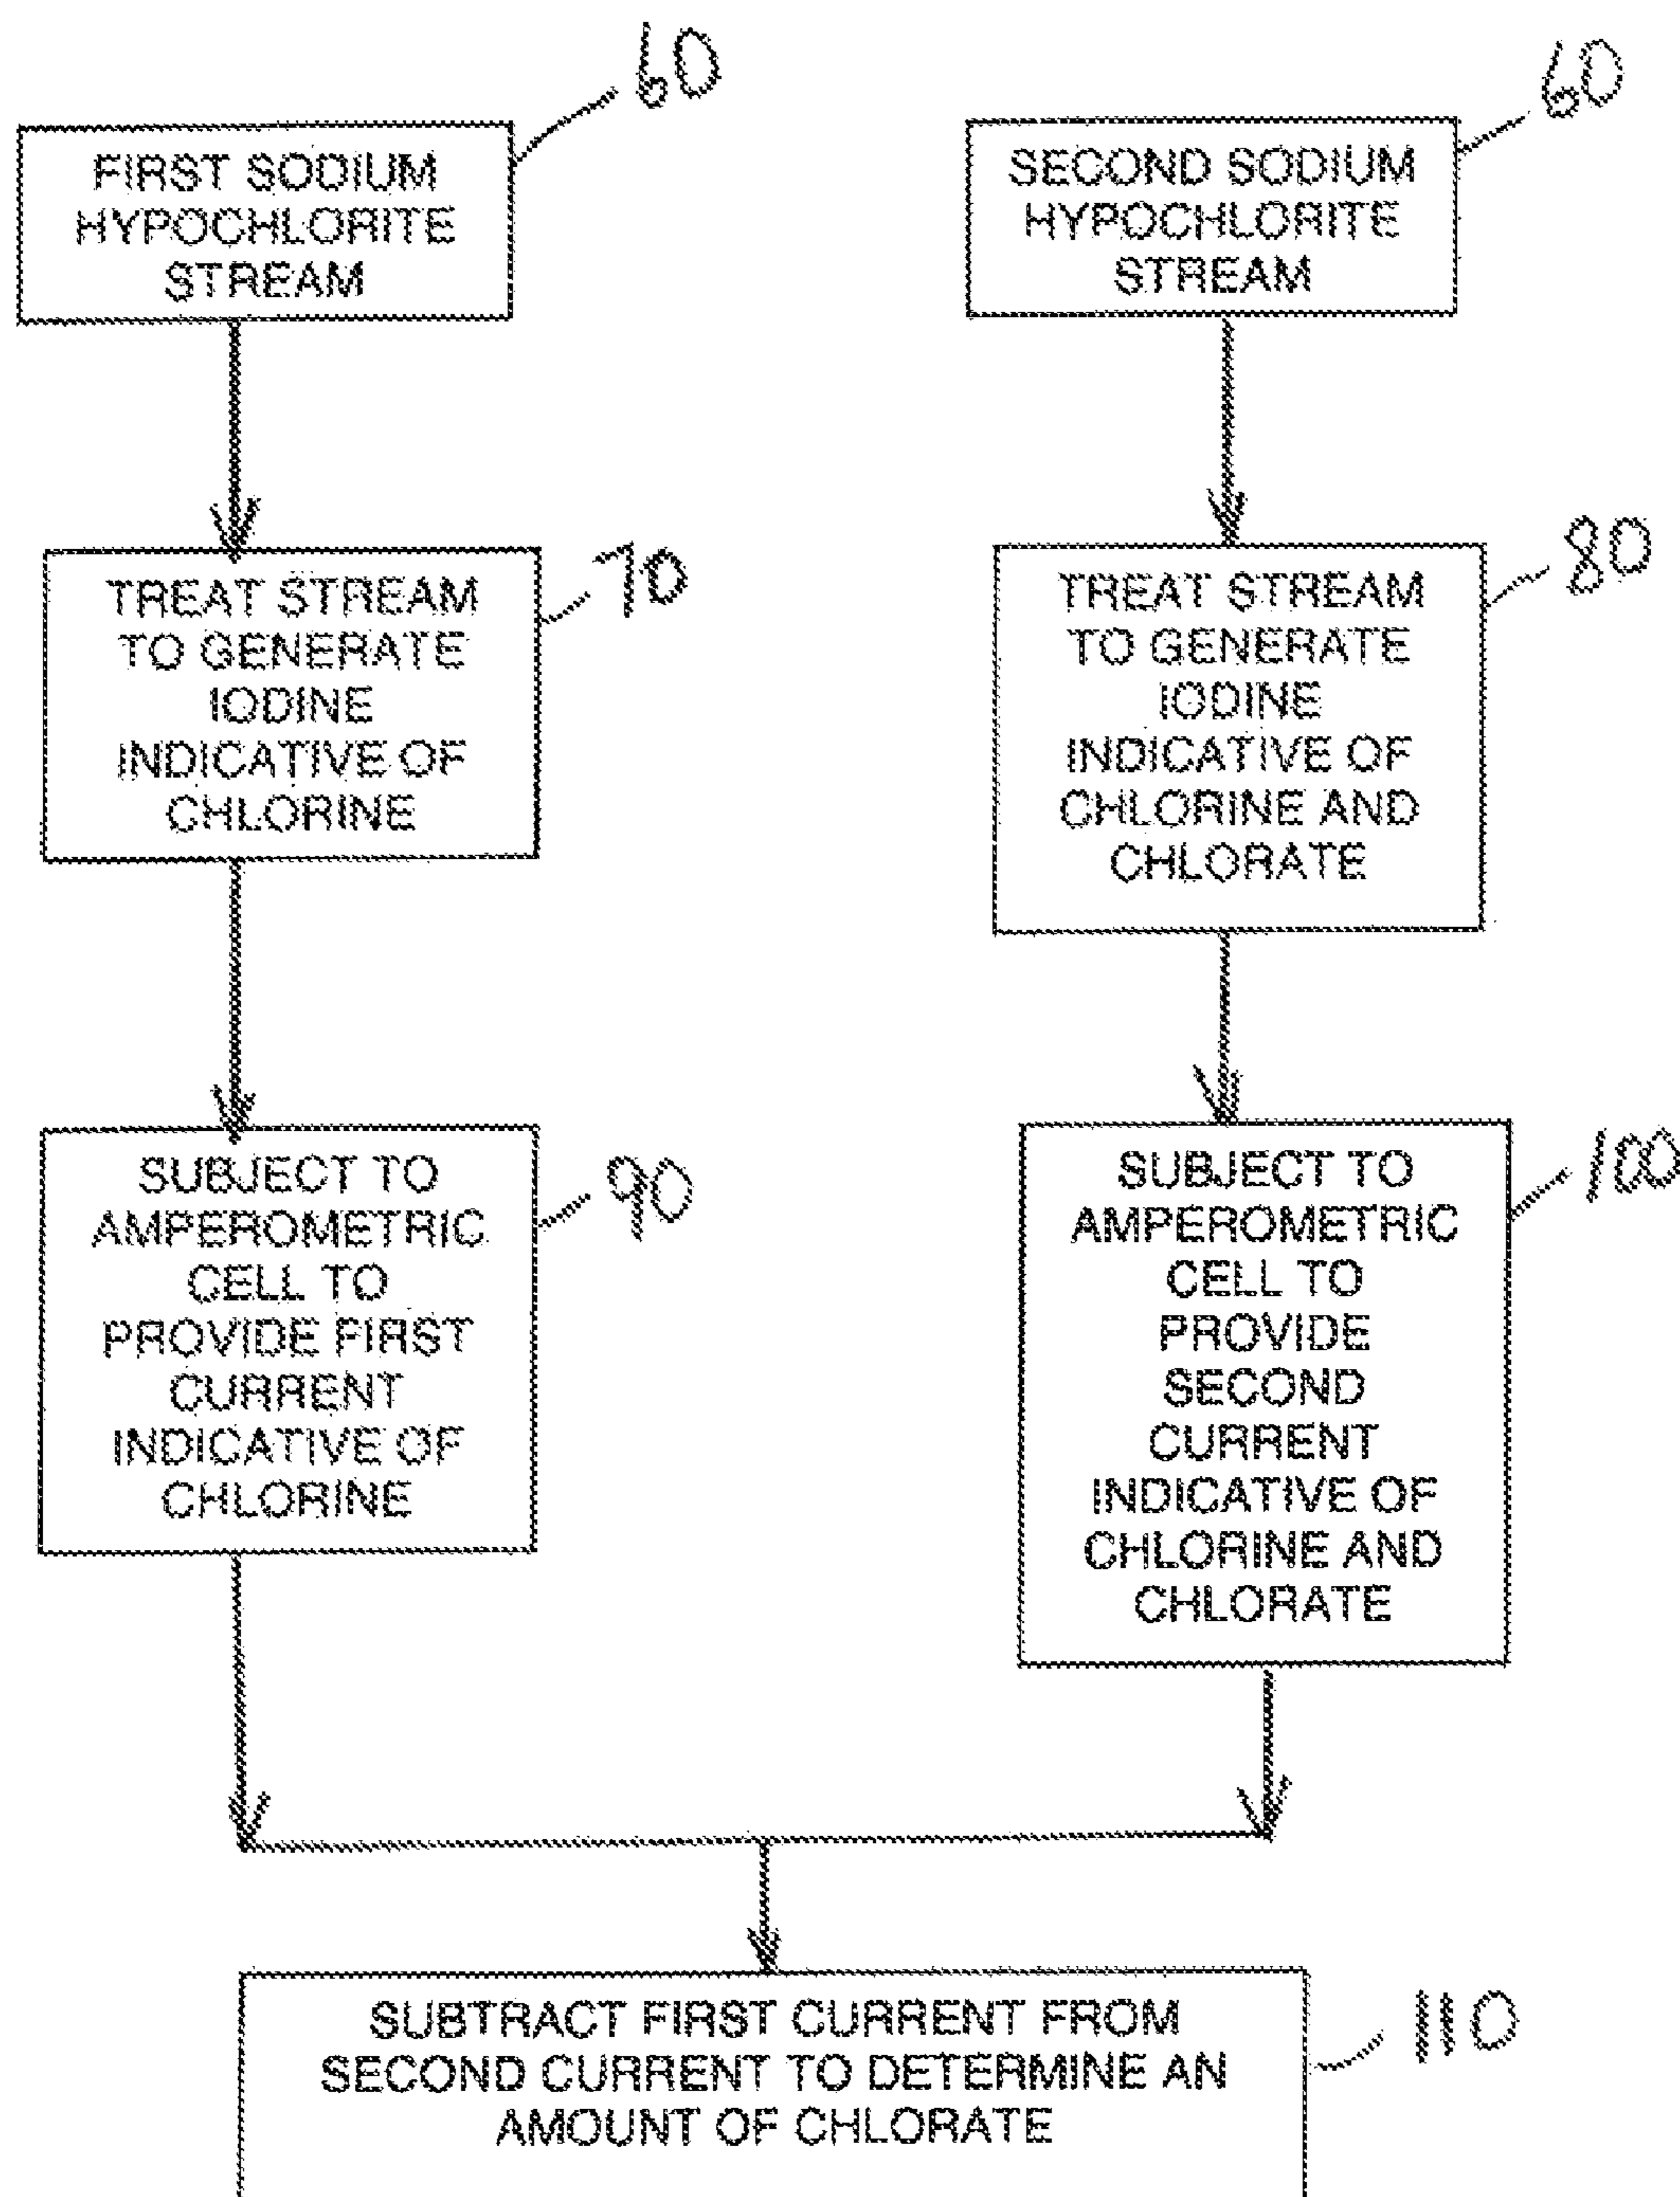 60
FIRST SODIUM
HYPOCHLORITE
STREAM
60
SECOND SODIUM
HYPOCHLORITE
STREAM
70
TREAT STREAM
TO GENERATE
IODINE
INDICATIVE OF
CHLORINE
80
TREAT STREAM
TO GENERATE
IODINE
INDICATIVE OF
CHLORINE AND
CHLORATE
90
SUBJECT TO
AMPEROMETRIC
CELL TO
PROVIDE FIRST
CURRENT
INDICATIVE OF
CHLORINE
100
SUBJECT TO
AMPEROMETRIC
CELL TO
PROVIDE
SECOND
CURRENT
INDICATIVE OF
CHLORINE AND
CHLORATE
110
SUBTRACT FIRST CURRENT FROM
SECOND CURRENT TO DETERMINE AN
AMOUNT OF CHLORATE